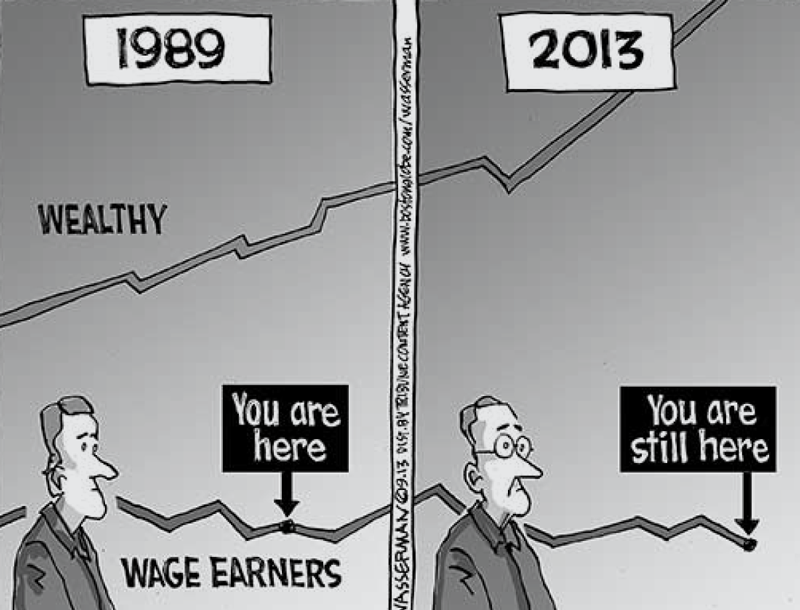 1989
2013
WEALTHY
You are
here
You are
still here
WAGE EARNERS
WASSERMAN ©9.13 DIST. BY TRIBUNE CONTENT AGENCY www.bostonglobe.com/wasserman